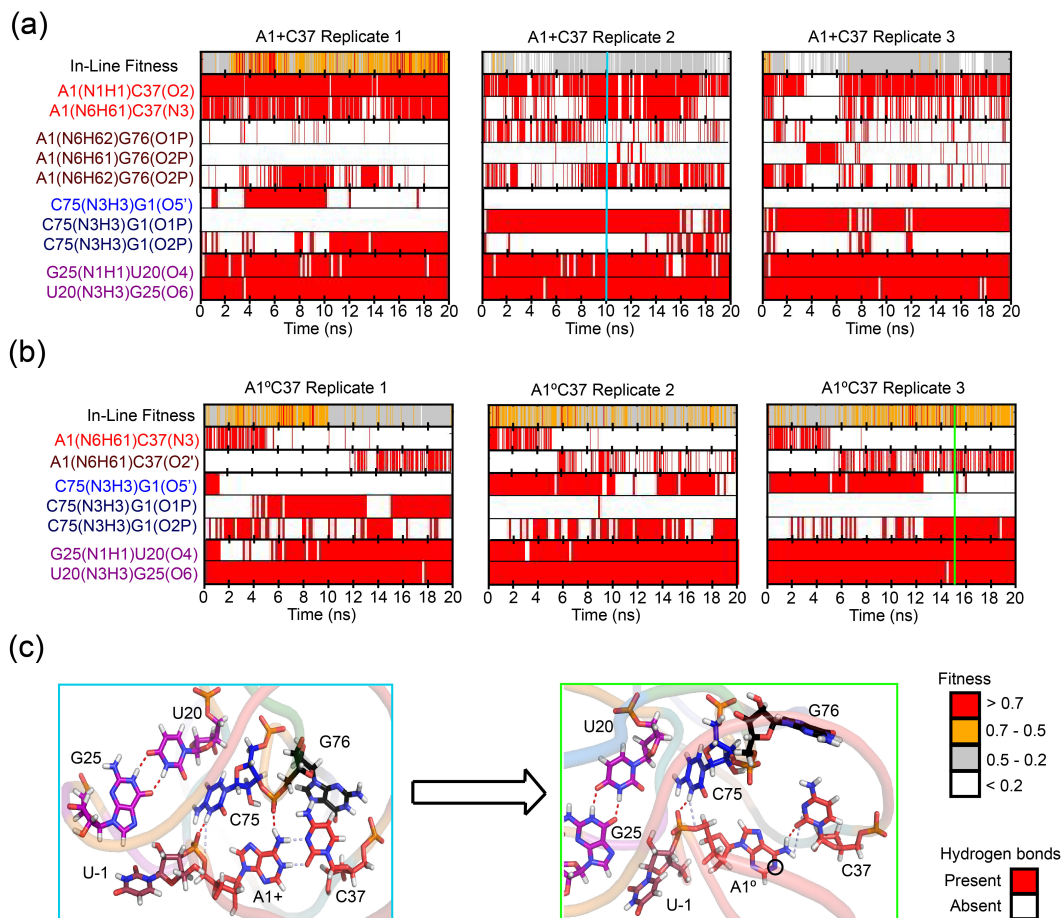 (a)
A1+C37 Replicate 1
A1+C37 Replicate 2
A1+C37 Replicate 3
In-Line Fitness
A1(N1H1)C37(O2)
A1(N6H61)C37(N3)
A1(N6H62)G76(O1P)
A1(N6H61)G76(O2P)
A1(N6H62)G76(O2P)
C75(N3H3)G1(O5')
C75(N3H3)G1(O1P)
C75(N3H3)G1(O2P)
G25(N1H1)U20(O4)
U20(N3H3)G25(O6)
0 2 4 6 8 10 12 14 16 18 20
0 2 4 6 8 10 12 14 16 18 20
0 2 4 6 8 10 12 14 16 18 20
Time (ns)
Time (ns)
Time (ns)
(b)
A1ºC37 Replicate 1
A1ºC37 Replicate 2
A1ºC37 Replicate 3
In-Line Fitness
A1(N6H61)C37(N3)
A1(N6H61)C37(O2')
C75(N3H3)G1(O5')
C75(N3H3)G1(O1P)
C75(N3H3)G1(O2P)
G25(N1H1)U20(O4)
U20(N3H3)G25(O6)
0 2 4 6 8 10 12 14 16 18 20
0 2 4 6 8 10 12 14 16 18 20
0 2 4 6 8 10 12 14 16 18 20
Time (ns)
Time (ns)
Time (ns)
(c)
U20
G76
G25
C75
U-1
A1+
C37
U20
G76
C75
G25
C37
U-1
A1º
Fitness
> 0.7
0.7 - 0.5
0.5 - 0.2
< 0.2
Hydrogen bonds
Present
Absent